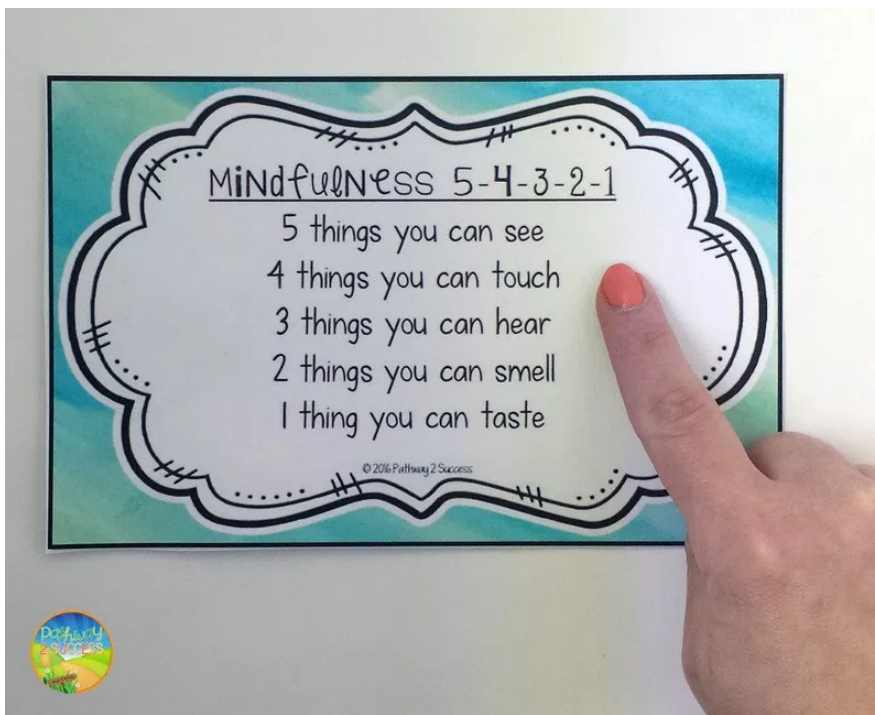 MiNdfulNess 5-4-3-2-1
5 things you can see
4 things you can touch
3 things you can hear
2 things you can smell
1 thing you can taste
© 2016 Pathway 2 Success
Pathway
2 SUCCESS